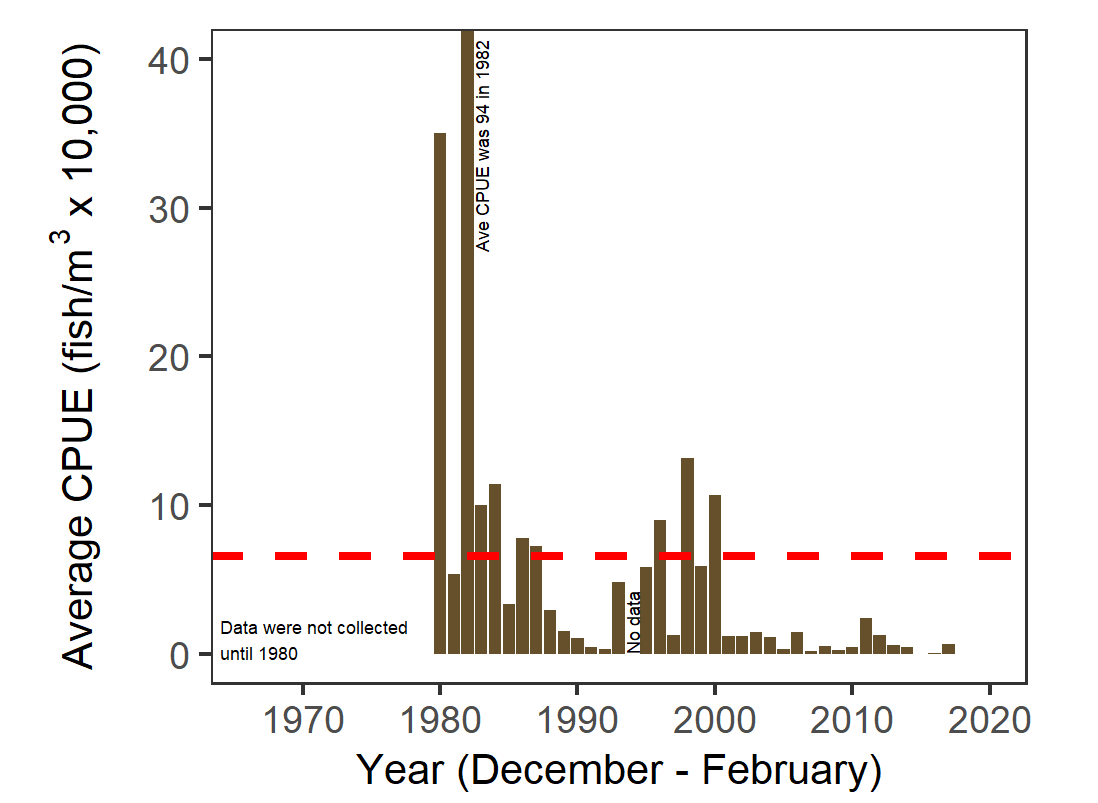 Average CPUE (fish/m³ x 10,000)
40
30
20
10
0
Ave CPUE was 94 in 1982
No data
Data were not collected
until 1980
1970 1980 1990 2000 2010 2020
Year (December - February)